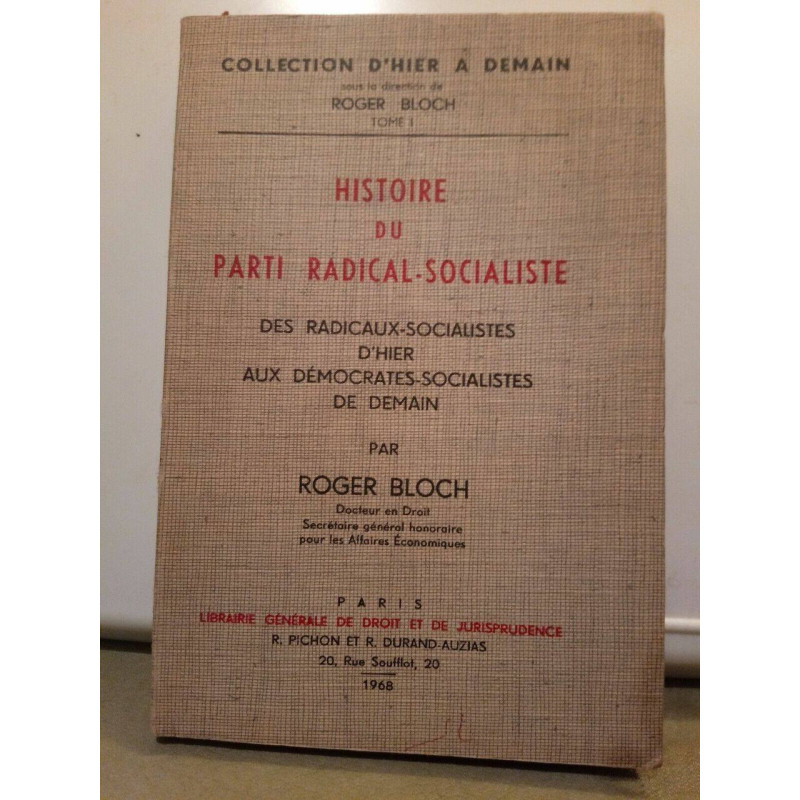 COLLECTION D'HIER A DEMAIN
sous la direction de
ROGER BLOCH
TOME I
HISTOIRE
DU
PARTI RADICAL-SOCIALISTE
DES RADICAUX-SOCIALISTES
D'HIER
AUX DÉMOCRATES-SOCIALISTES
DE DEMAIN
PAR
ROGER BLOCH
Docteur en Droit
Secrétaire général honoraire
pour les Affaires Économiques
PARIS
LIBRAIRIE GÉNÉRALE DE DROIT ET DE JURISPRUDENCE
R. PICHON ET R. DURAND-AUZIAS
20, Rue Soufflot, 20
1968